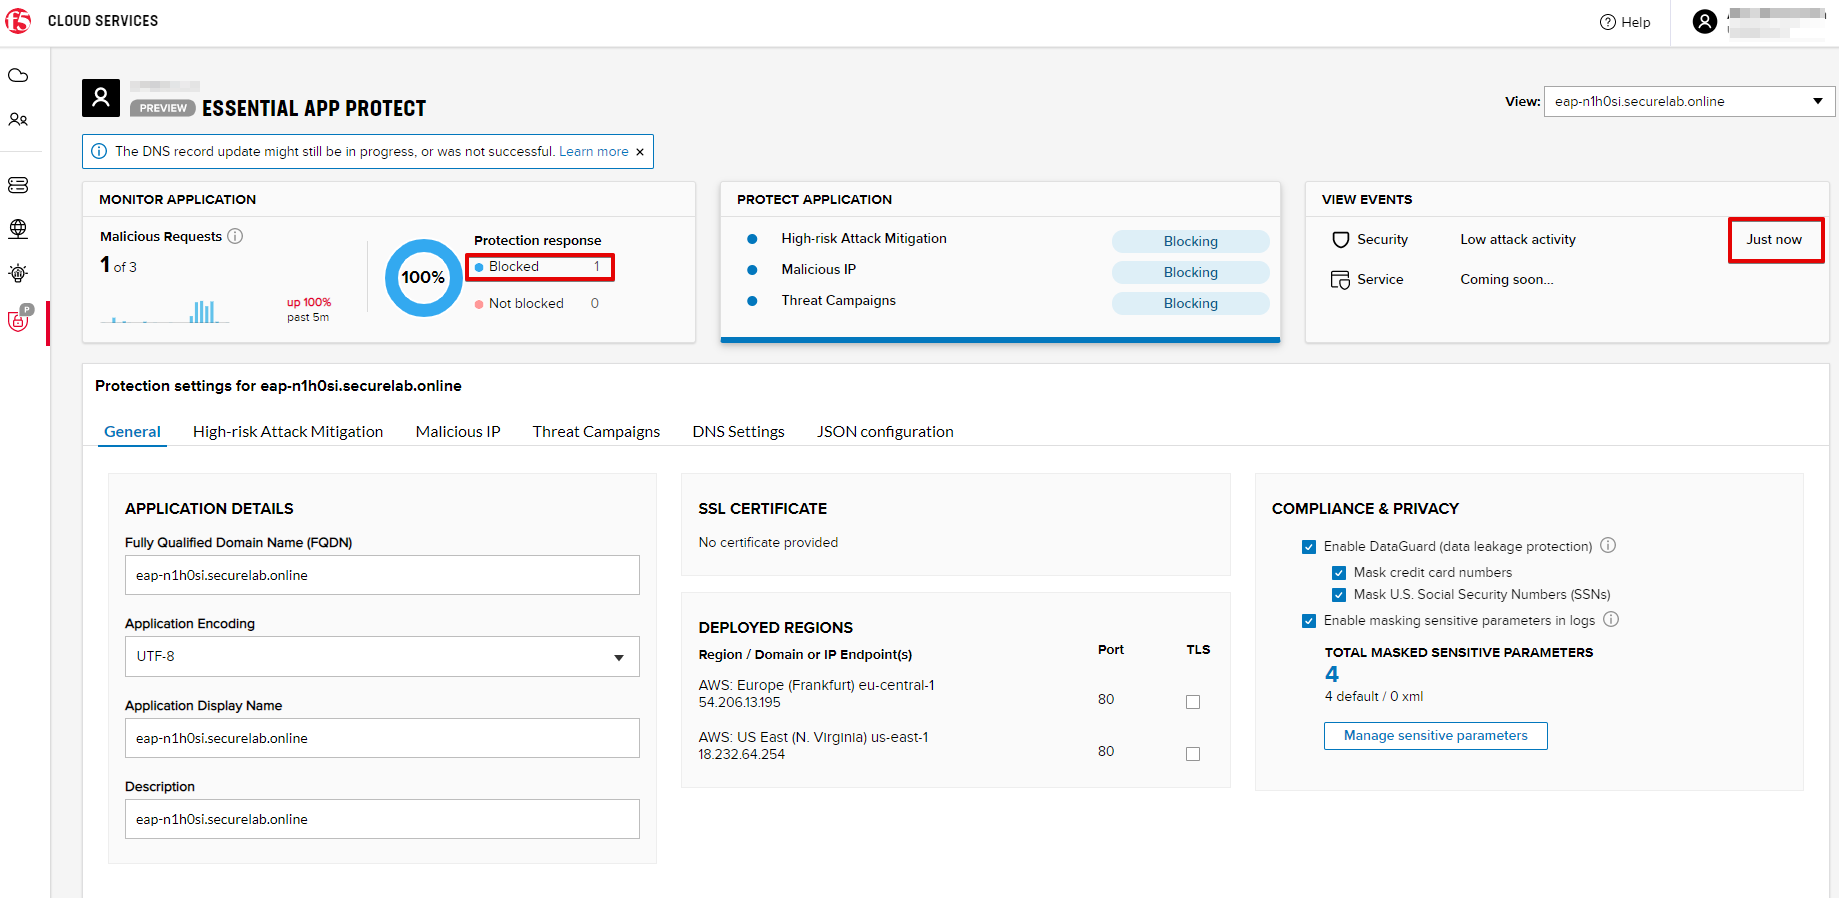 f5 CLOUD SERVICES
Help
PREVIEW ESSENTIAL APP PROTECT
View: eap-n1h0si.securelab.online
The DNS record update might still be in progress, or was not successful. Learn more ×
MONITOR APPLICATION
Malicious Requests
1 of 3
up 100%
past 5m
100%
Protection response
Blocked 1
Not blocked 0
PROTECT APPLICATION
High-risk Attack Mitigation Blocking
Malicious IP Blocking
Threat Campaigns Blocking
VIEW EVENTS
Security Low attack activity Just now
Service Coming soon...
P
Protection settings for eap-n1h0si.securelab.online
General High-risk Attack Mitigation Malicious IP Threat Campaigns DNS Settings JSON configuration
APPLICATION DETAILS
Fully Qualified Domain Name (FQDN)
eap-n1h0si.securelab.online
Application Encoding
UTF-8
Application Display Name
eap-n1h0si.securelab.online
Description
eap-n1h0si.securelab.online
SSL CERTIFICATE
No certificate provided
DEPLOYED REGIONS
Region / Domain or IP Endpoint(s) Port TLS
AWS: Europe (Frankfurt) eu-central-1
54.206.13.195 80
AWS: US East (N. Virginia) us-east-1
18.232.64.254 80
COMPLIANCE & PRIVACY
Enable DataGuard (data leakage protection)
Mask credit card numbers
Mask U.S. Social Security Numbers (SSNs)
Enable masking sensitive parameters in logs
TOTAL MASKED SENSITIVE PARAMETERS
4
4 default / 0 xml
Manage sensitive parameters